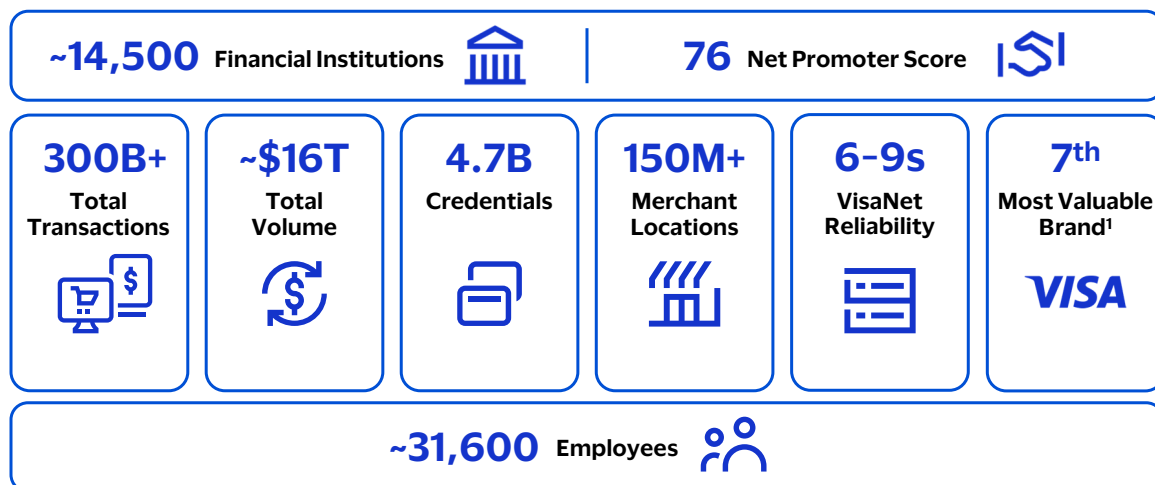 ~14,500 Financial Institutions
76 Net Promoter Score
300B+
Total
Transactions
$
~$16T
Total
Volume
$
4.7B
Credentials
150M+
Merchant
Locations
6-9s
VisaNet
Reliability
7th
Most Valuable
Brand¹
VISA
~31,600 Employees